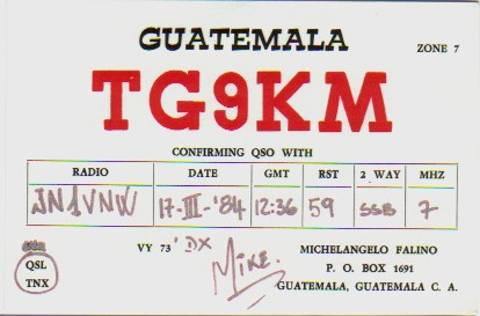 GUATEMALA
ZONE 7
TG9KM
CONFIRMING QSO WITH
RADIO DATE GMT RST 2 WAY MHZ
JN1VNW 17-III-'84 12:36 59 SSB 7
VY 73 ' DX
Mike.
MICHELANGELO FALINO
P. O. BOX 1691
GUATEMALA, GUATEMALA C. A.
QSL
TNX